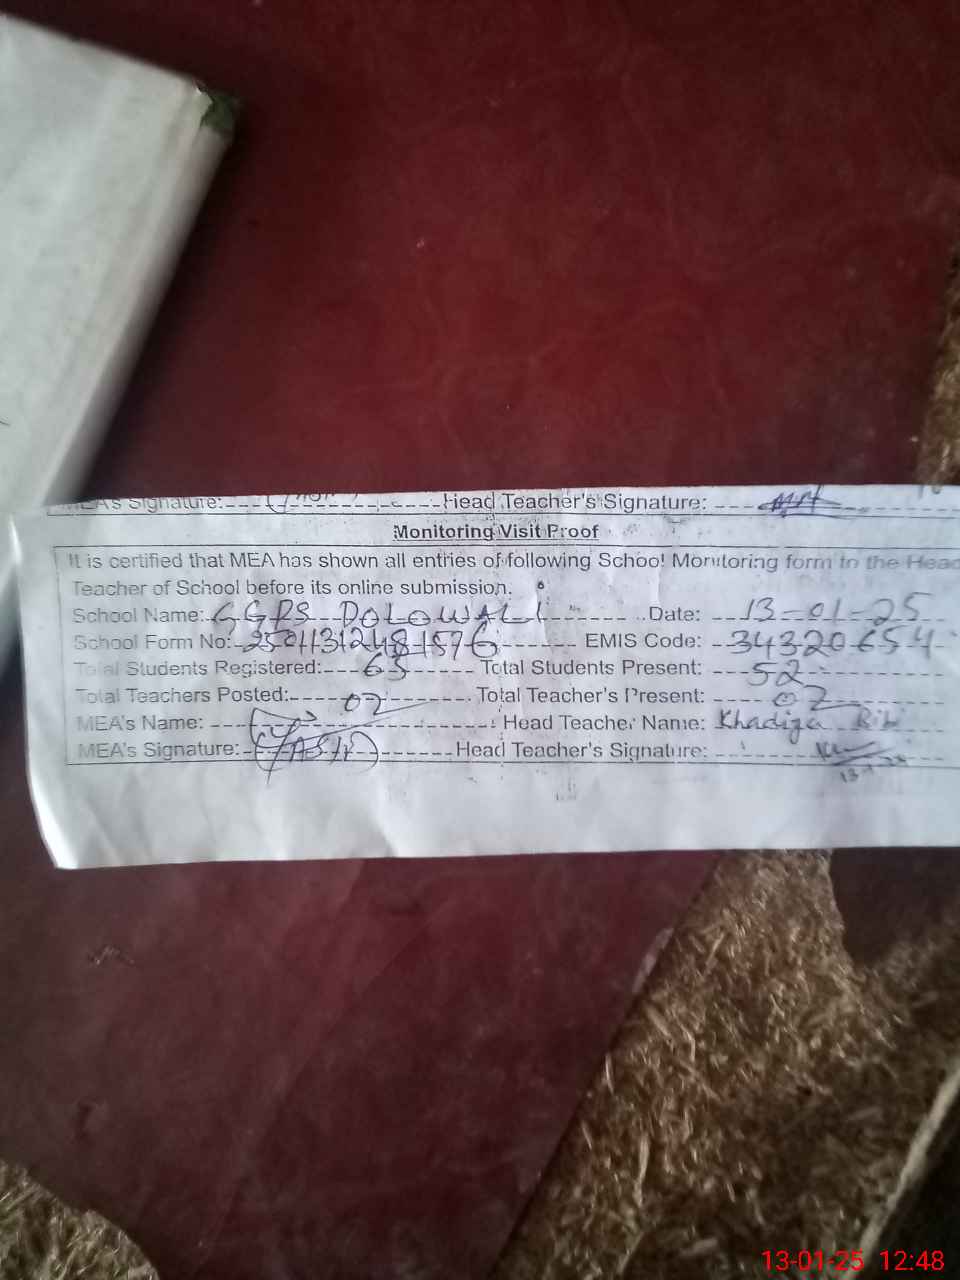 MEA's Signature: Head Teacher's Signature:
Monitoring Visit Proof
It is certified that MEA has shown all entries of following School Monitoring form to the Head
Teacher of School before its online submission.
School Name: GGPS DOLOWALI Date: 13-01-25
School Form No: 25011312481576 EMIS Code: 34320654
Total Students Registered: 65 Total Students Present: 52
Total Teachers Posted: 02 Total Teacher's Present: 02
MEA's Name: Head Teacher Name: Khadija Bibi
MEA's Signature: Head Teacher's Signature:
13-01-25 12:48